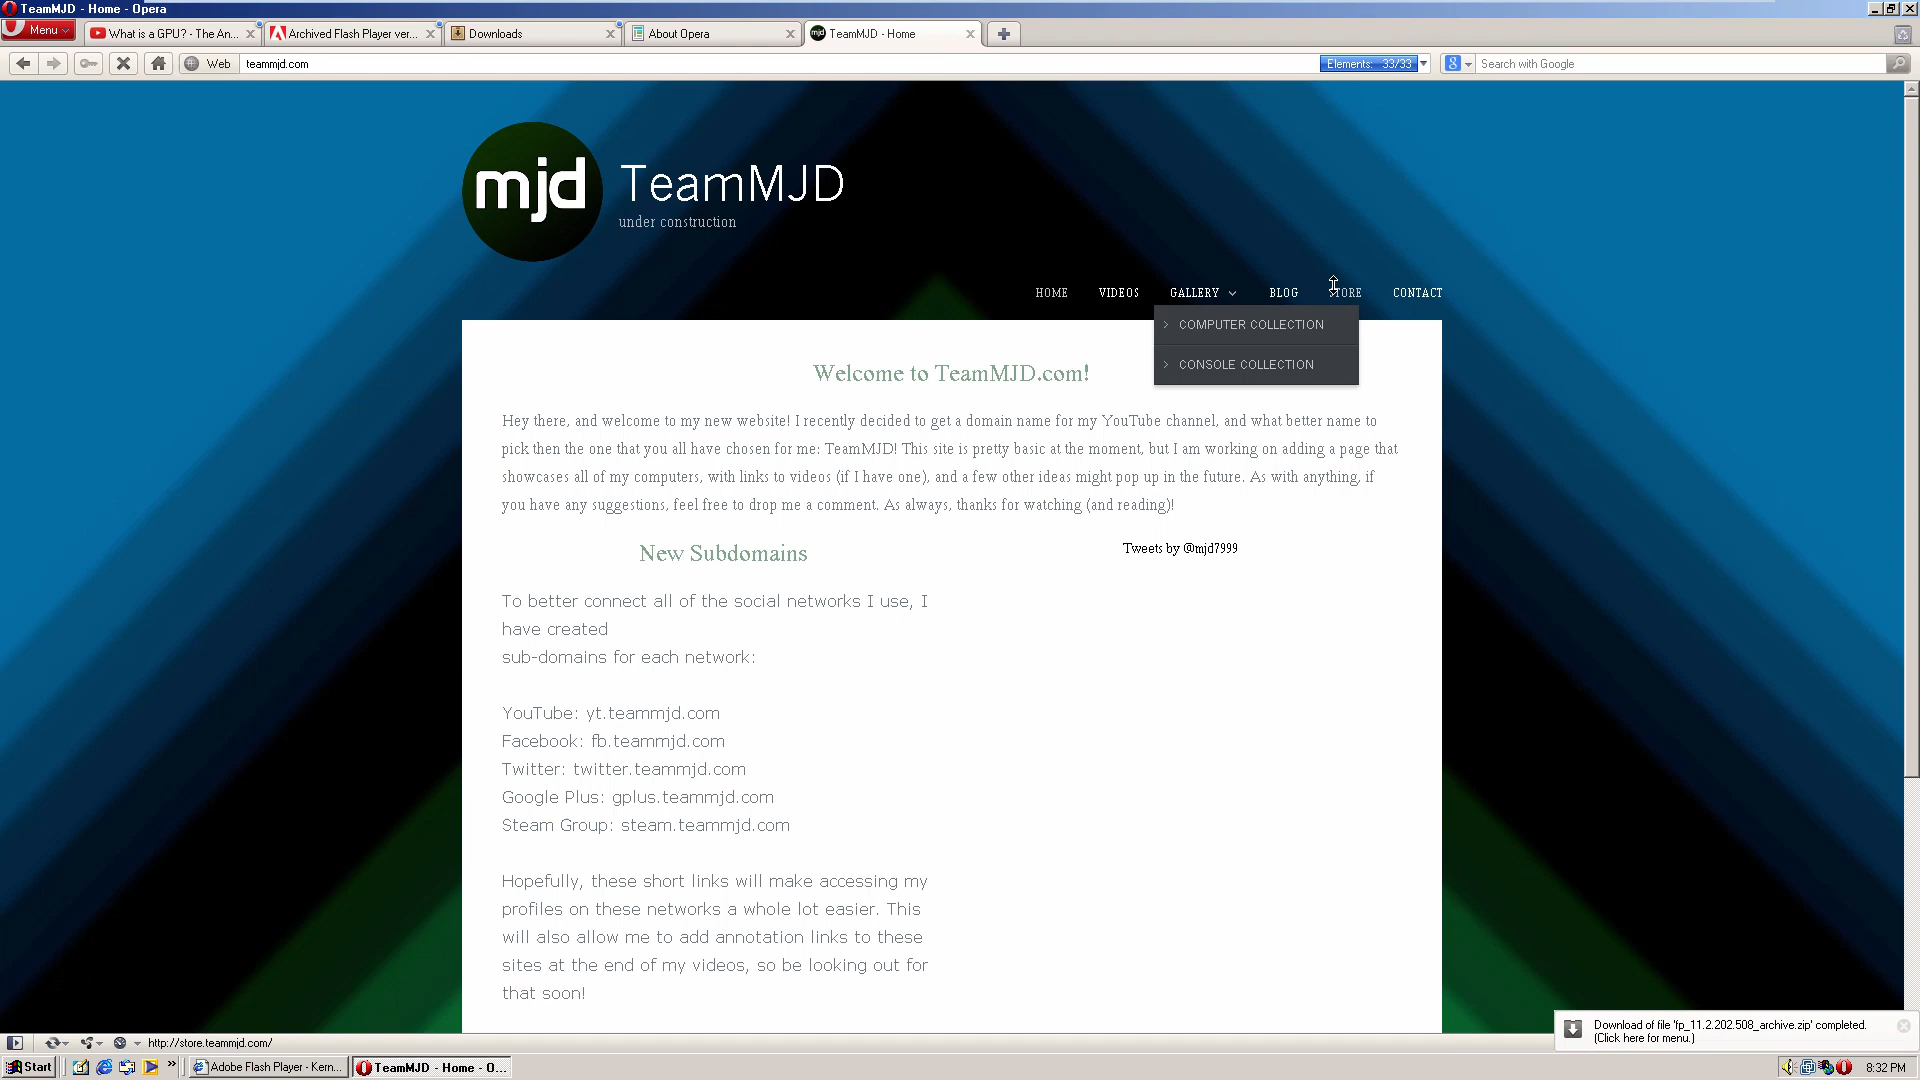 TeamMJD - Home - Opera
Menu
What is a GPU? - The An...
Archived Flash Player ver...
Downloads
About Opera
TeamMJD - Home
Web
teammjd.com
Elements: 33/33
Search with Google
mjd
TeamMJD
under construction
HOME
VIDEOS
GALLERY
BLOG
STORE
CONTACT
COMPUTER COLLECTION
CONSOLE COLLECTION
Welcome to TeamMJD.com!
Hey there, and welcome to my new website! I recently decided to get a domain name for my YouTube channel, and what better name to
pick then the one that you all have chosen for me: TeamMJD! This site is pretty basic at the moment, but I am working on adding a page that
showcases all of my computers, with links to videos (if I have one), and a few other ideas might pop up in the future. As with anything, if
you have any suggestions, feel free to drop me a comment. As always, thanks for watching (and reading)!
New Subdomains
To better connect all of the social networks I use, I
have created
sub-domains for each network:
YouTube: yt.teammjd.com
Facebook: fb.teammjd.com
Twitter: twitter.teammjd.com
Google Plus: gplus.teammjd.com
Steam Group: steam.teammjd.com
Hopefully, these short links will make accessing my
profiles on these networks a whole lot easier. This
will also allow me to add annotation links to these
sites at the end of my videos, so be looking out for
that soon!
Tweets by @mjd7999
Download of file 'fp_11.2.202.508_archive.zip' completed.
(Click here for menu.)
http://store.teammjd.com/
Start
Adobe Flash Player - Kern...
TeamMJD - Home - O...
8:32 PM